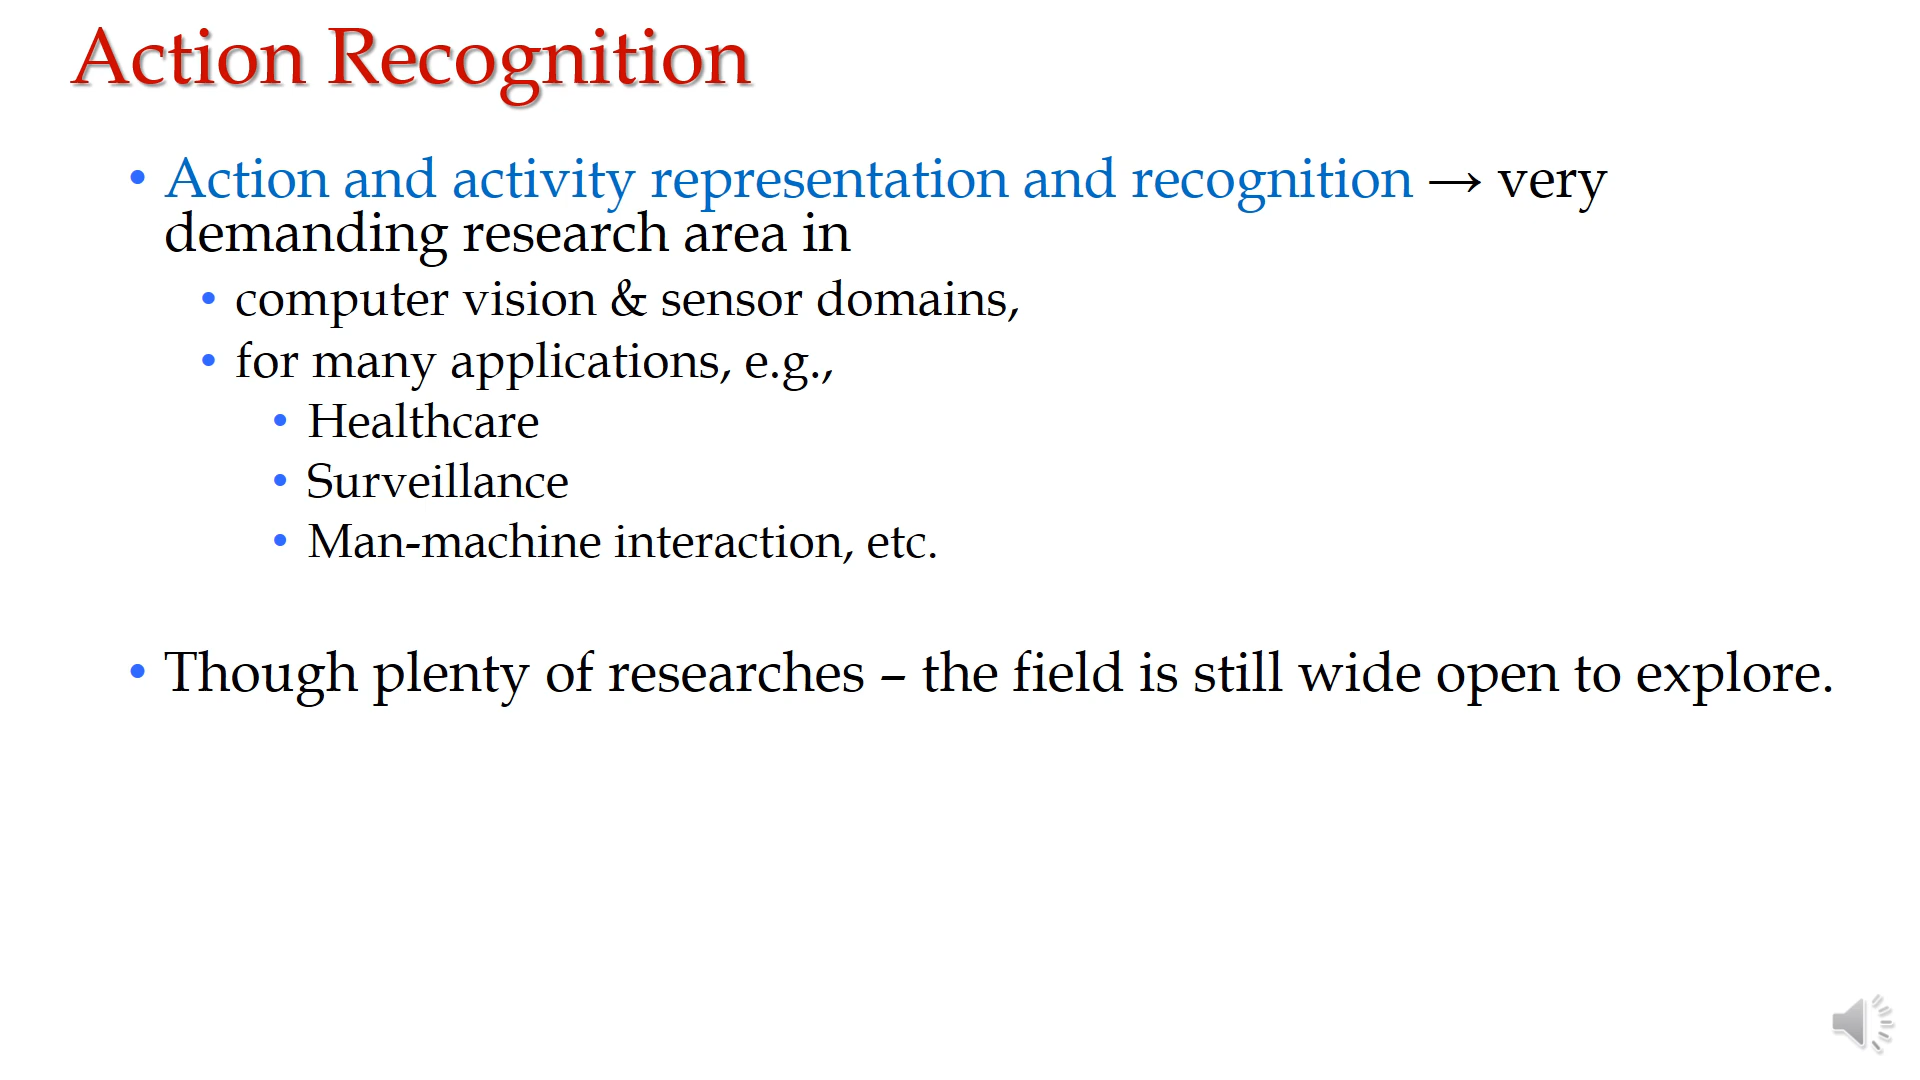 Action Recognition
• Action and activity representation and recognition → very
demanding research area in
• computer vision & sensor domains,
• for many applications, e.g.,
• Healthcare
• Surveillance
• Man-machine interaction, etc.
• Though plenty of researches – the field is still wide open to explore.